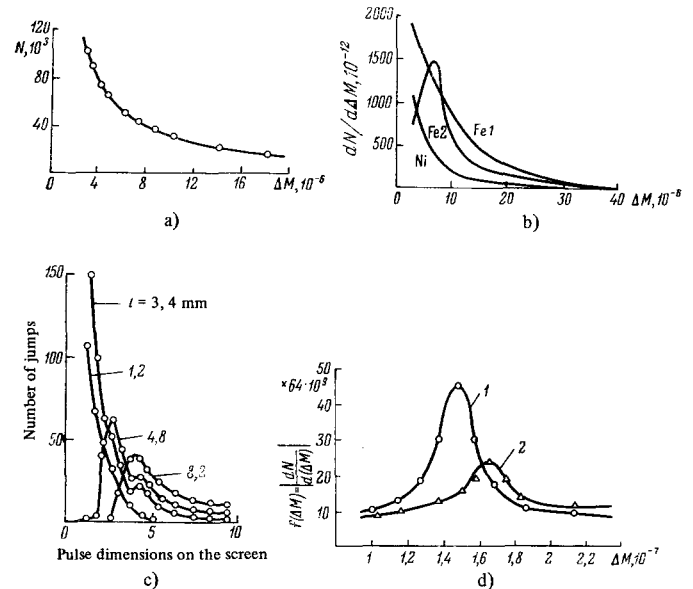 120
N, 10³
80
40
0
4
8
12
16
ΔM, 10⁻⁶
a)
2000
1500
1000
500
dN/dΔM, 10⁻¹²
Fe1
Fe2
Ni
0
10
20
30
40
ΔM, 10⁻⁶
b)
150
100
50
Number of jumps
l = 3, 4 mm
1,2
4,8
8,2
0
5
10
Pulse dimensions on the screen
c)
50
×64·10⁹
40
30
20
10
f(ΔM)=|dN/d(ΔM)|
1
2
1
1,2
1,4
1,6
1,8
2
2,2
ΔM, 10⁻⁷
d)